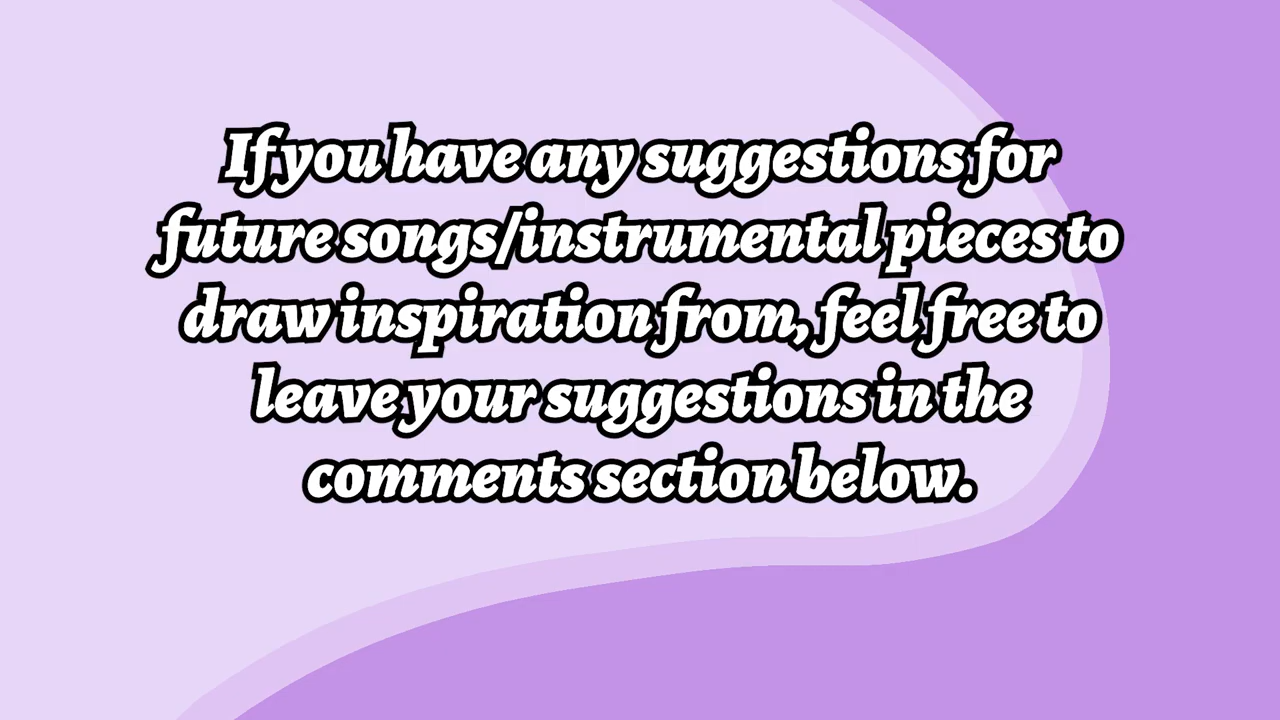 If you have any suggestions for
future songs/instrumental pieces to
draw inspiration from, feel free to
leave your suggestions in the
comments section below.